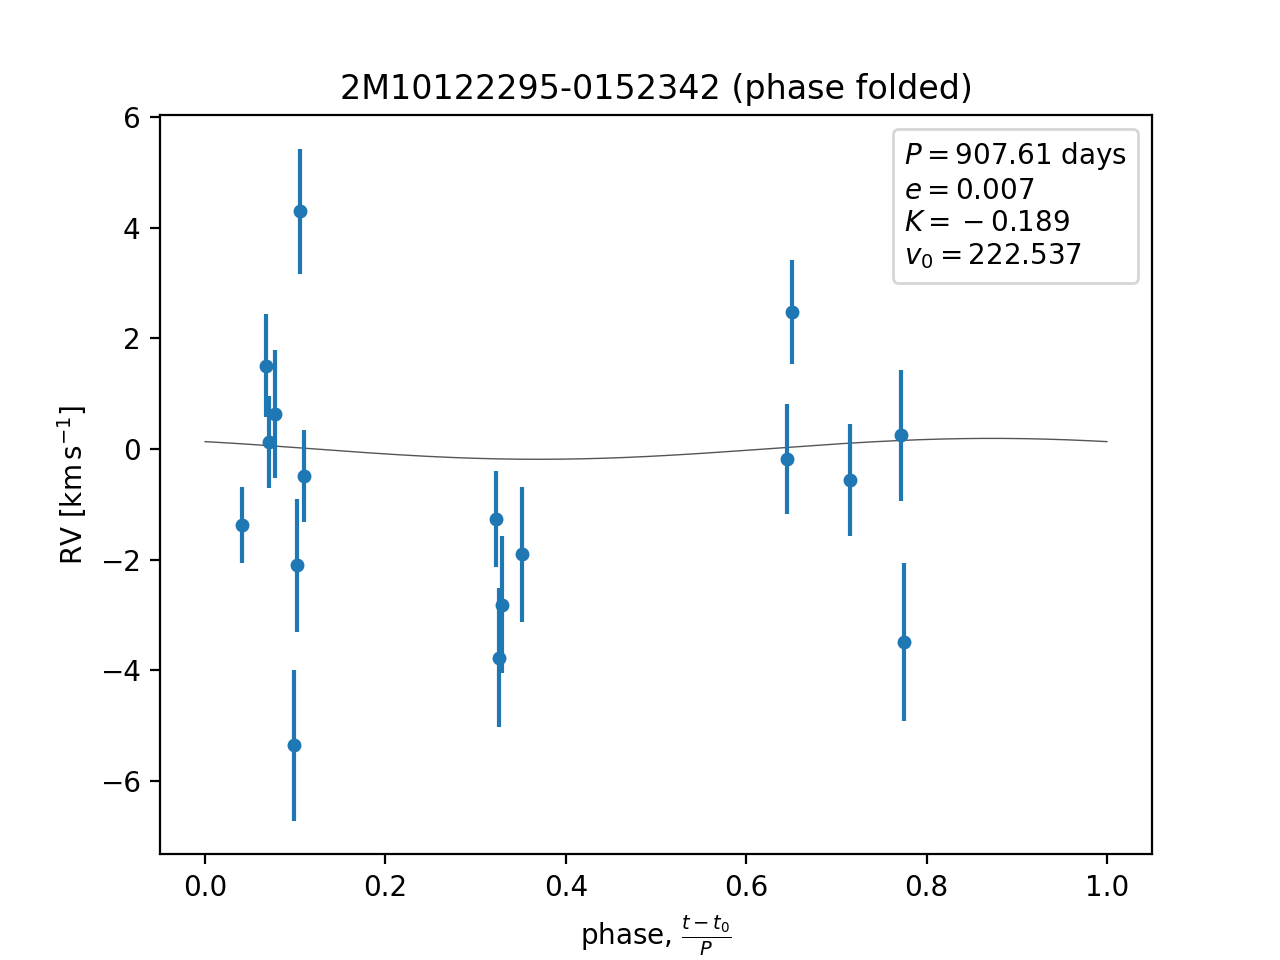 2M10122295-0152342 (phase folded)
P = 907.61 days
e = 0.007
K = −0.189
v₀ = 222.537
6
4
2
0
−2
−4
−6
RV [km s⁻¹]
0.0 0.2 0.4 0.6 0.8 1.0
phase, (t − t₀)/P